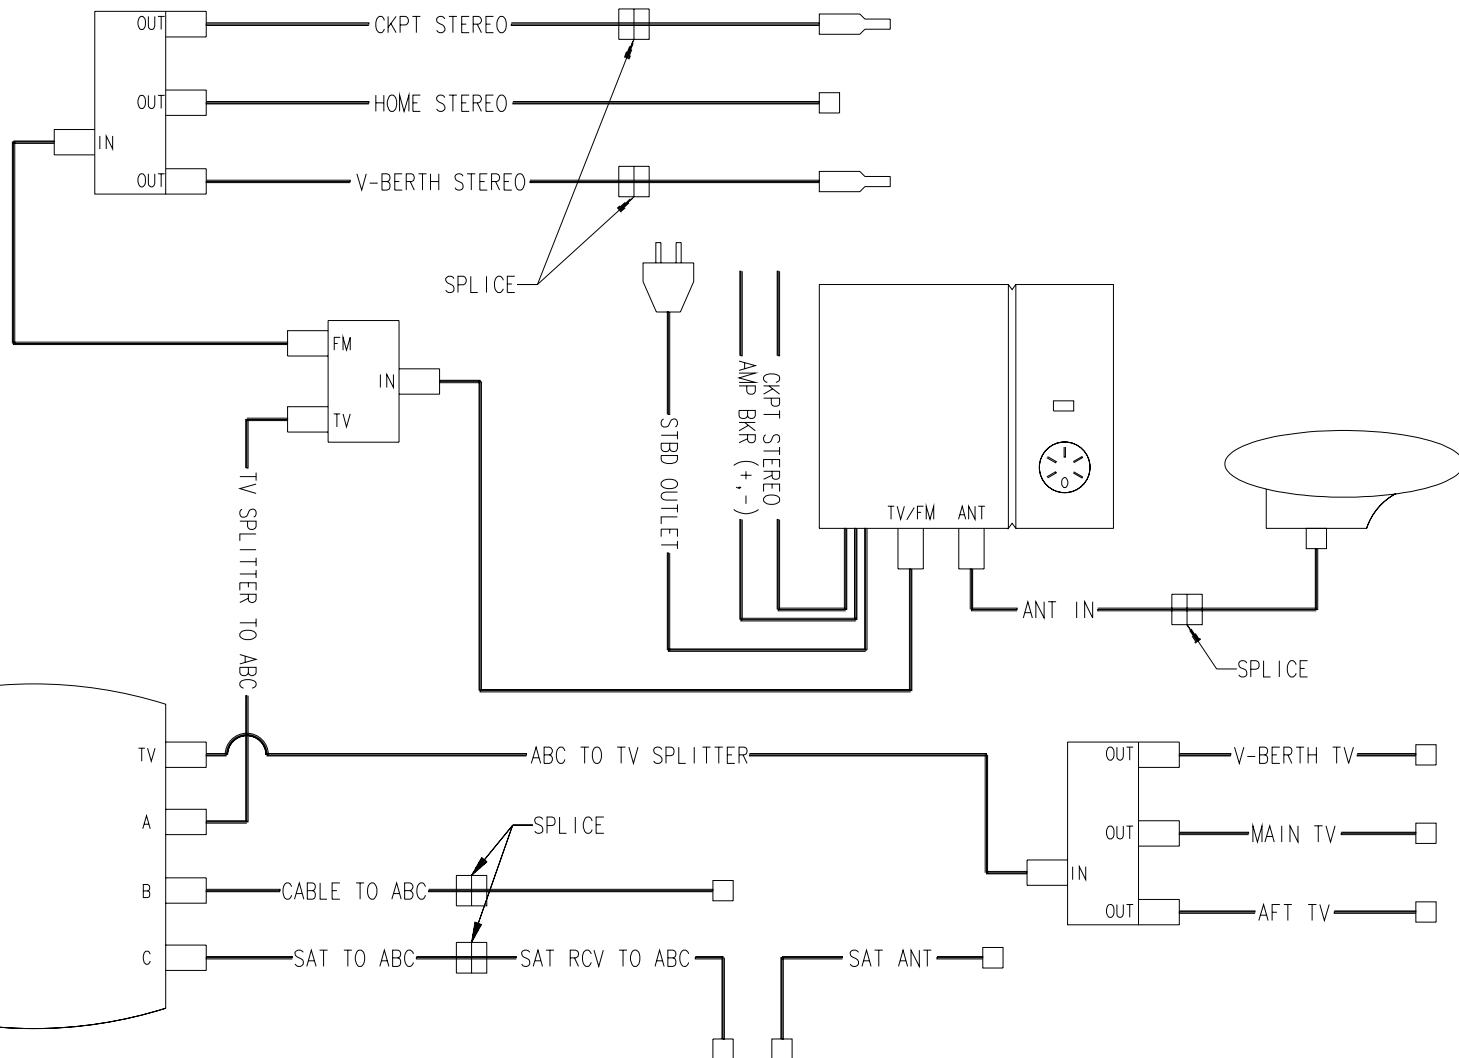 OUT
CKPT STEREO
OUT
HOME STEREO
IN
OUT
V-BERTH STEREO
SPLICE
FM
IN
TV
TV SPLITTER TO ABC
STBD OUTLET
AMP BKR (+,-)
CKPT STEREO
TV/FM
ANT
ANT IN
SPLICE
TV
ABC TO TV SPLITTER
OUT
V-BERTH TV
A
SPLICE
OUT
MAIN TV
IN
B
CABLE TO ABC
OUT
AFT TV
C
SAT TO ABC
SAT RCV TO ABC
SAT ANT